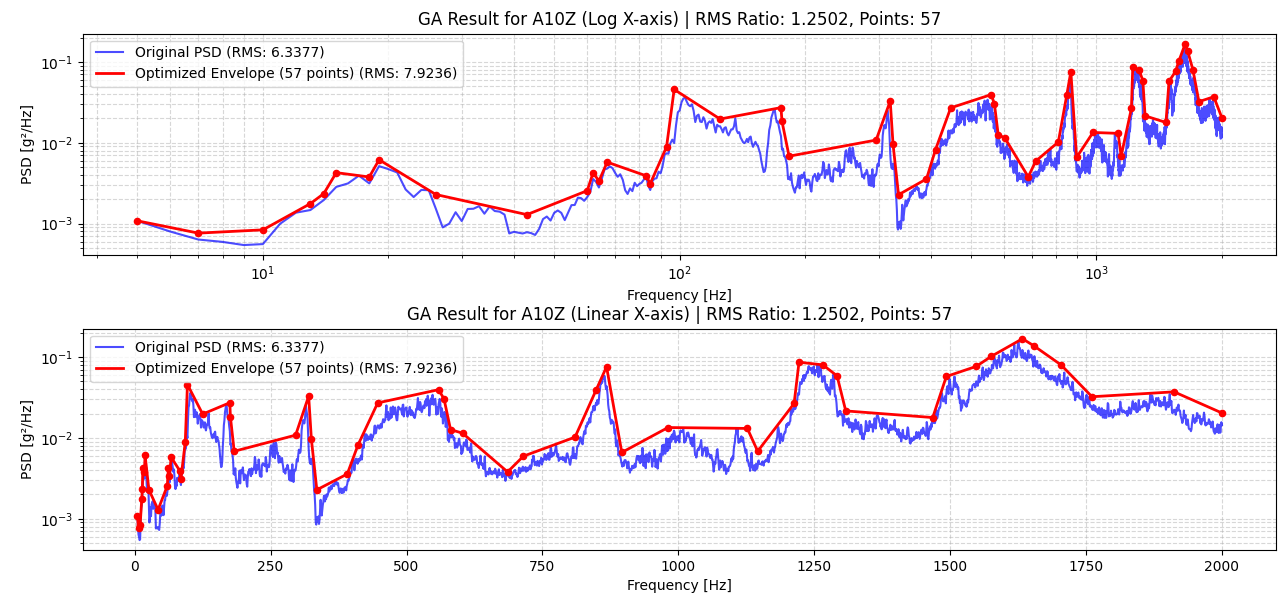 GA Result for A10Z (Log X-axis) | RMS Ratio: 1.2502, Points: 57
Original PSD (RMS: 6.3377)
Optimized Envelope (57 points) (RMS: 7.9236)
PSD [g²/Hz]
10⁻¹
10⁻²
10⁻³
10¹ 10² 10³
Frequency [Hz]
GA Result for A10Z (Linear X-axis) | RMS Ratio: 1.2502, Points: 57
Original PSD (RMS: 6.3377)
Optimized Envelope (57 points) (RMS: 7.9236)
PSD [g²/Hz]
10⁻¹
10⁻²
10⁻³
0 250 500 750 1000 1250 1500 1750 2000
Frequency [Hz]